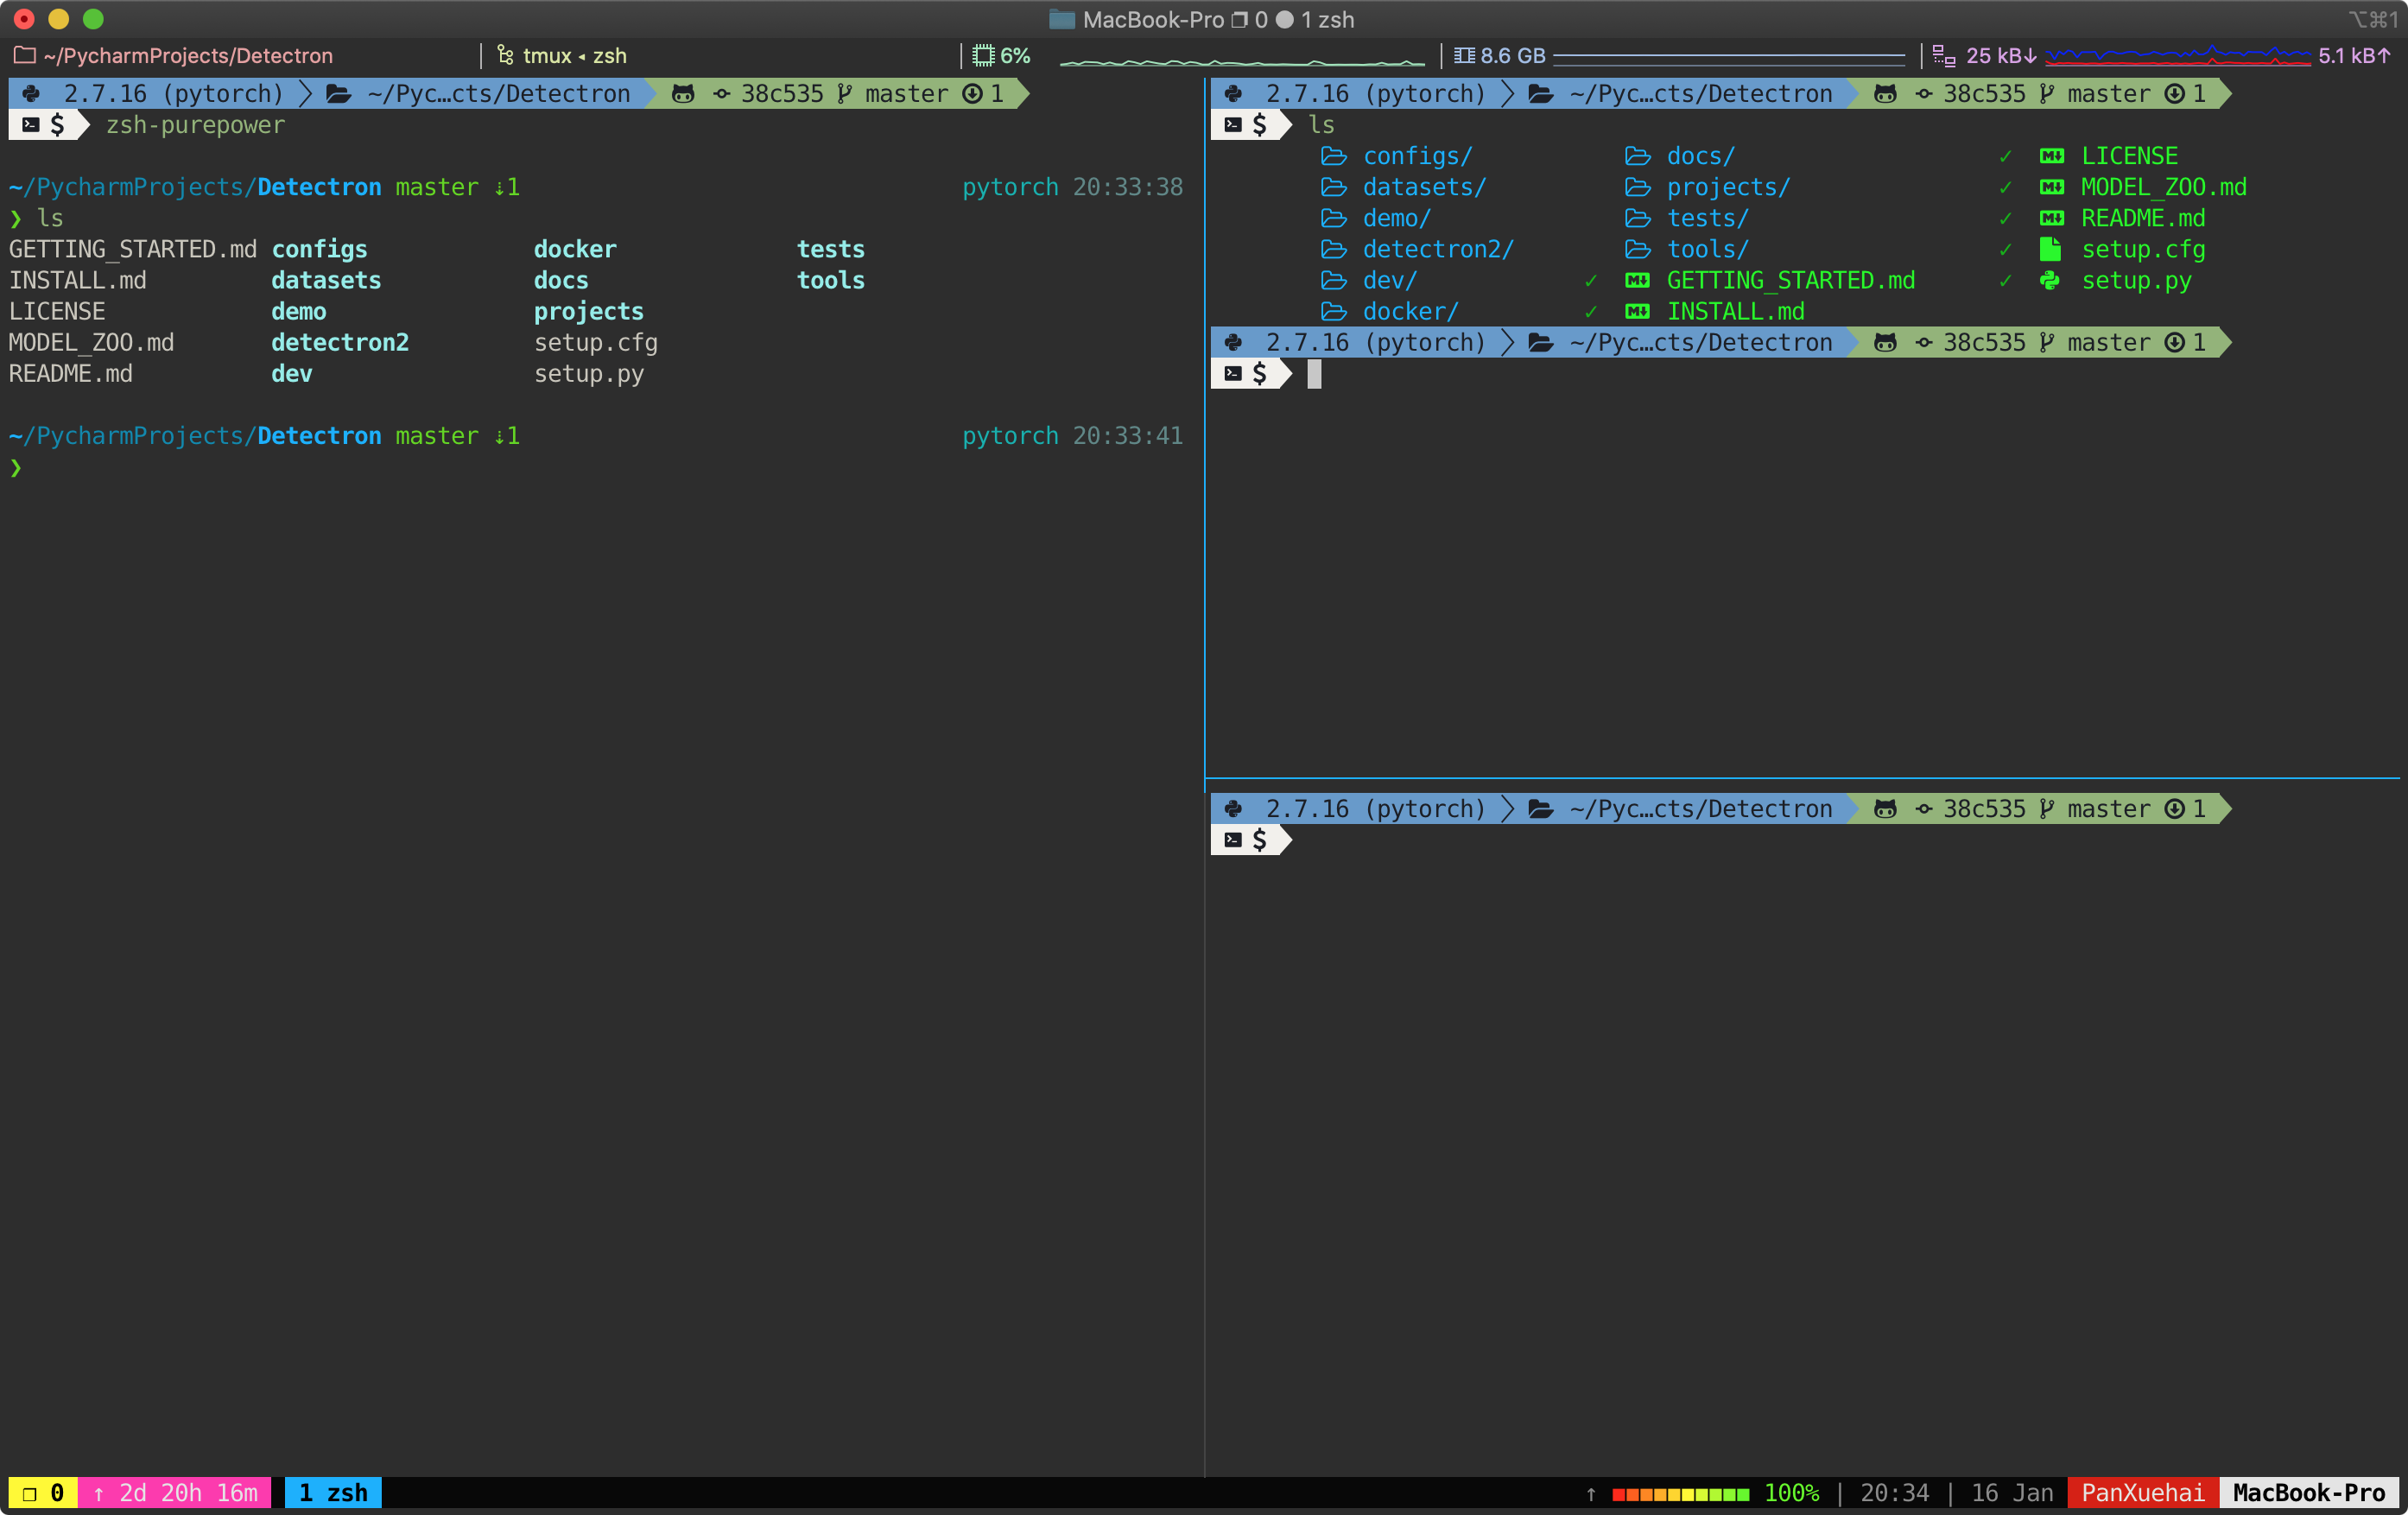 MacBook-Pro ❐ 0 ● 1 zsh
⌥⌘1
~/PycharmProjects/Detectron
tmux ◂ zsh
6%
8.6 GB
25 kB↓
5.1 kB↑
2.7.16 (pytorch) ~/Pyc…cts/Detectron 38c535 master 1
$ zsh-purepower
~/PycharmProjects/Detectron master ⇣1 pytorch 20:33:38
❯ ls
GETTING_STARTED.md configs docker tests
INSTALL.md datasets docs tools
LICENSE demo projects
MODEL_ZOO.md detectron2 setup.cfg
README.md dev setup.py
~/PycharmProjects/Detectron master ⇣1 pytorch 20:33:41
❯
2.7.16 (pytorch) ~/Pyc…cts/Detectron 38c535 master 1
$ ls
configs/ docs/ ✓ LICENSE
datasets/ projects/ ✓ MODEL_ZOO.md
demo/ tests/ ✓ README.md
detectron2/ tools/ ✓ setup.cfg
dev/ ✓ GETTING_STARTED.md ✓ setup.py
docker/ ✓ INSTALL.md
2.7.16 (pytorch) ~/Pyc…cts/Detectron 38c535 master 1
$
2.7.16 (pytorch) ~/Pyc…cts/Detectron 38c535 master 1
$
❐ 0 ↑ 2d 20h 16m 1 zsh ↑ 100% | 20:34 | 16 Jan PanXuehai MacBook-Pro